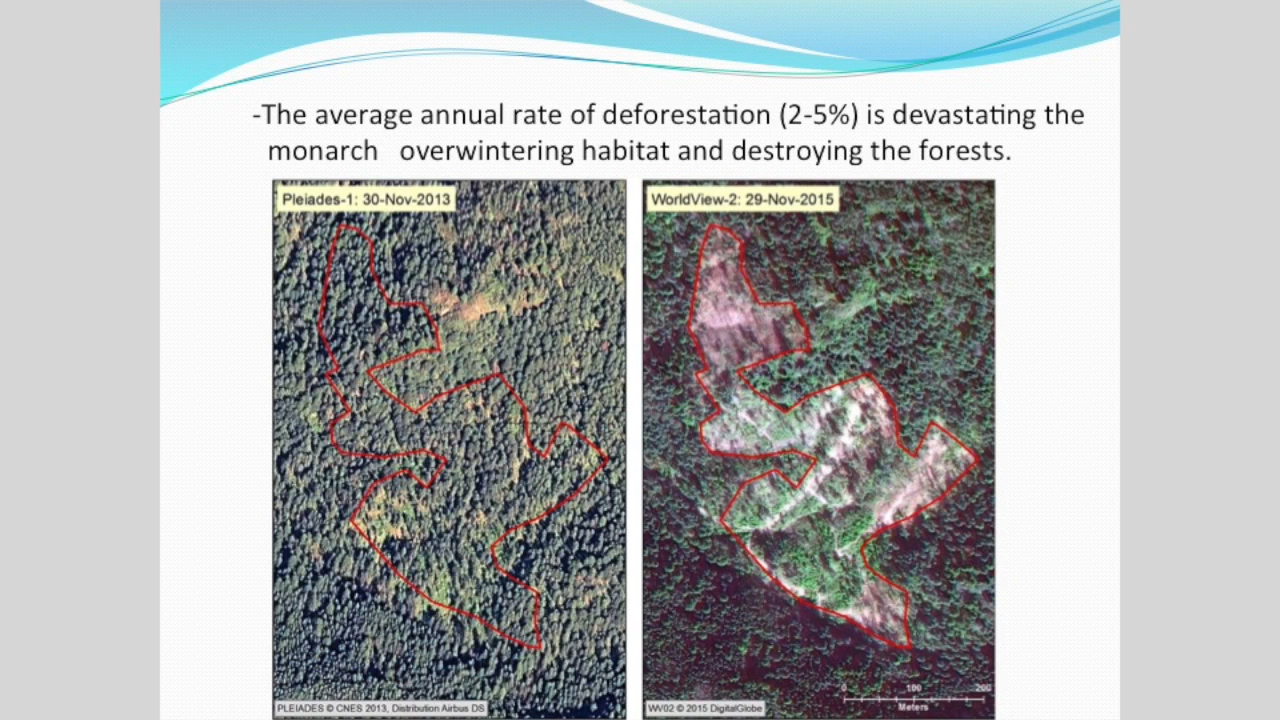 -The average annual rate of deforestation (2-5%) is devastating the
monarch overwintering habitat and destroying the forests.
Pleiades-1: 30-Nov-2013
WorldView-2: 29-Nov-2015
0 100 200
Meters
PLEIADES © CNES 2013, Distribution Airbus DS
WV02 © 2015 DigitalGlobe